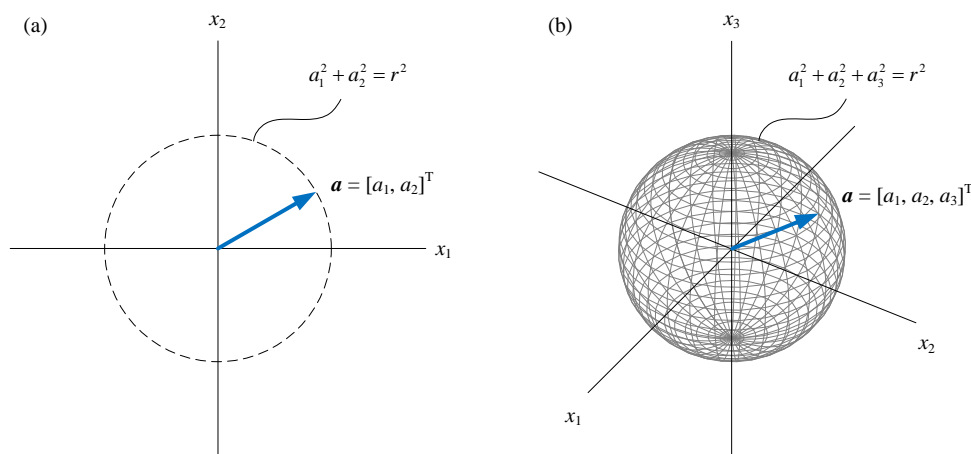 (a)
x₂
a₁² + a₂² = r²
a = [a₁, a₂]ᵀ
x₁
(b)
x₃
a₁² + a₂² + a₃² = r²
a = [a₁, a₂, a₃]ᵀ
x₂
x₁